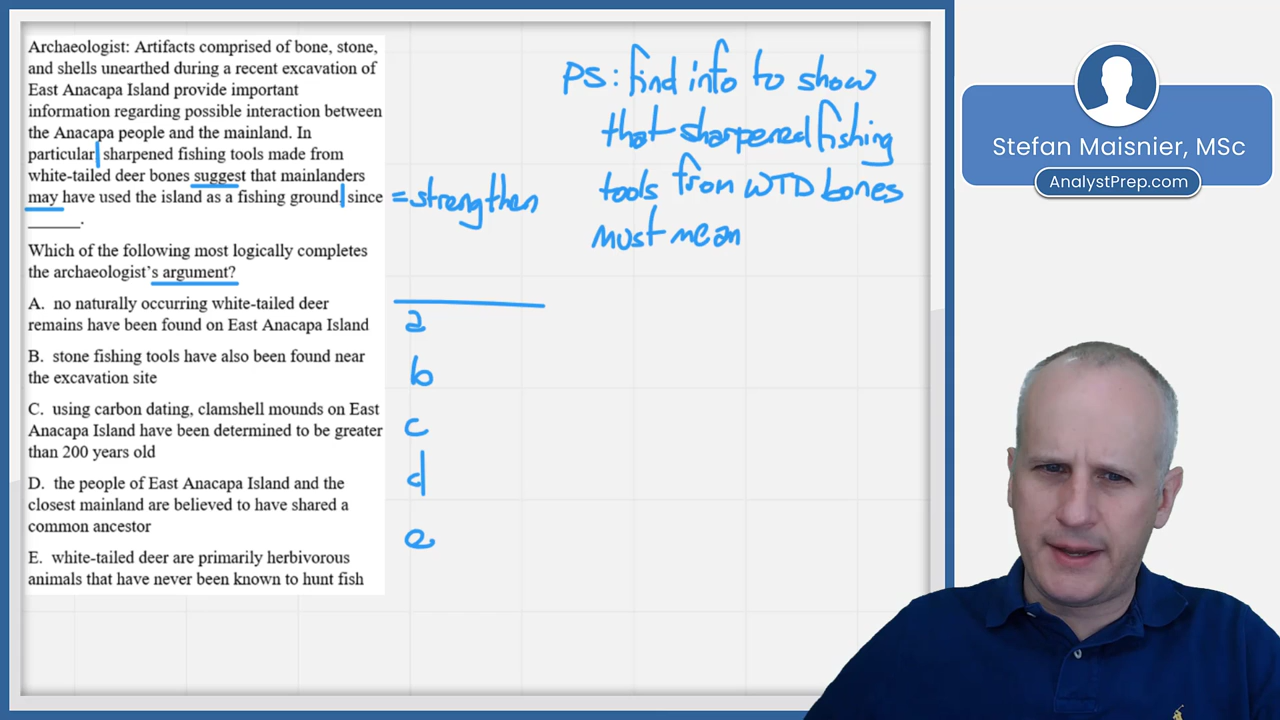 Archaeologist: Artifacts comprised of bone, stone,
and shells unearthed during a recent excavation of
East Anacapa Island provide important
information regarding possible interaction between
the Anacapa people and the mainland. In
particular, sharpened fishing tools made from
white-tailed deer bones suggest that mainlanders
may have used the island as a fishing ground, since
______.
Which of the following most logically completes
the archaeologist's argument?
A. no naturally occurring white-tailed deer
remains have been found on East Anacapa Island
B. stone fishing tools have also been found near
the excavation site
C. using carbon dating, clamshell mounds on East
Anacapa Island have been determined to be greater
than 200 years old
D. the people of East Anacapa Island and the
closest mainland are believed to have shared a
common ancestor
E. white-tailed deer are primarily herbivorous
animals that have never been known to hunt fish
= strengthen
a
b
c
d
e
PS: find info to show
that sharpened fishing
tools from WTD bones
must mean
Stefan Maisnier, MSc
AnalystPrep.com